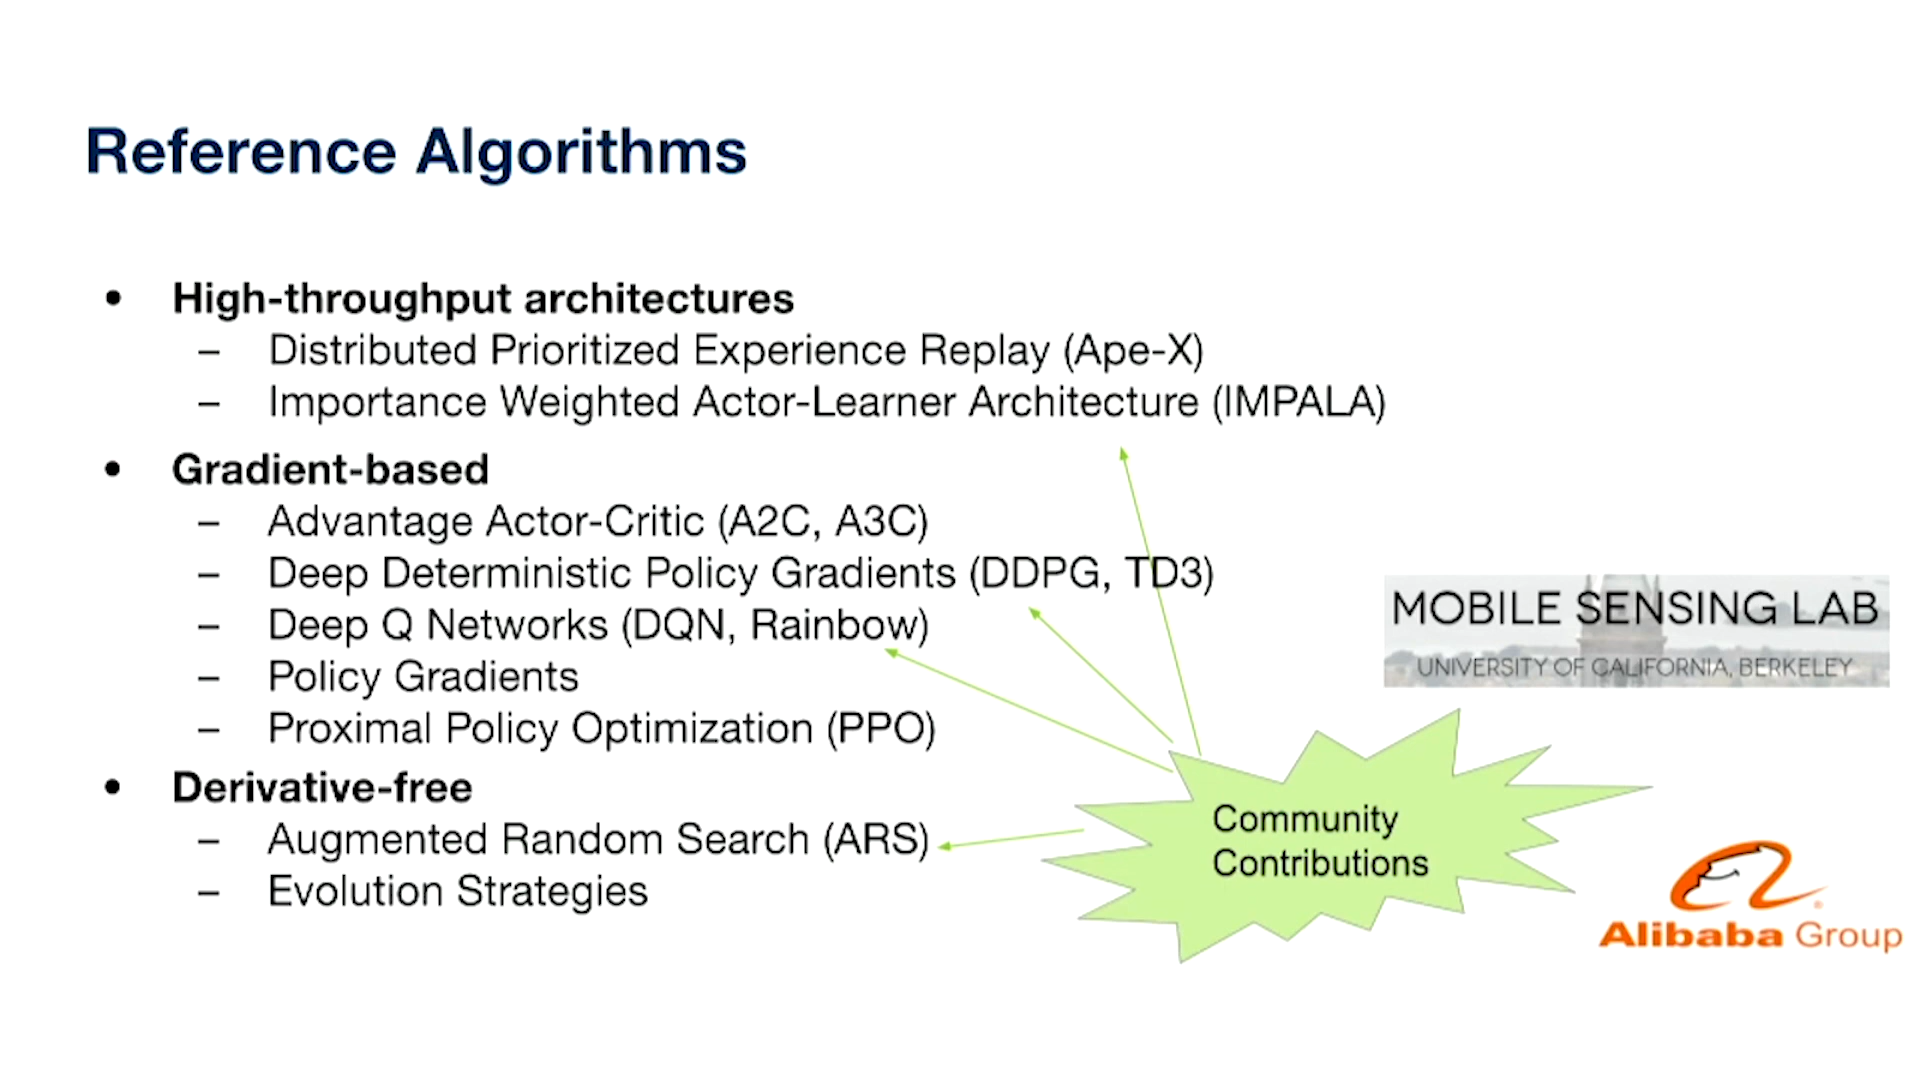 Reference Algorithms
• High-throughput architectures
– Distributed Prioritized Experience Replay (Ape-X)
– Importance Weighted Actor-Learner Architecture (IMPALA)
• Gradient-based
– Advantage Actor-Critic (A2C, A3C)
– Deep Deterministic Policy Gradients (DDPG, TD3)
– Deep Q Networks (DQN, Rainbow)
– Policy Gradients
– Proximal Policy Optimization (PPO)
• Derivative-free
– Augmented Random Search (ARS)
– Evolution Strategies
MOBILE SENSING LAB
UNIVERSITY OF CALIFORNIA, BERKELEY
Community
Contributions
Alibaba Group